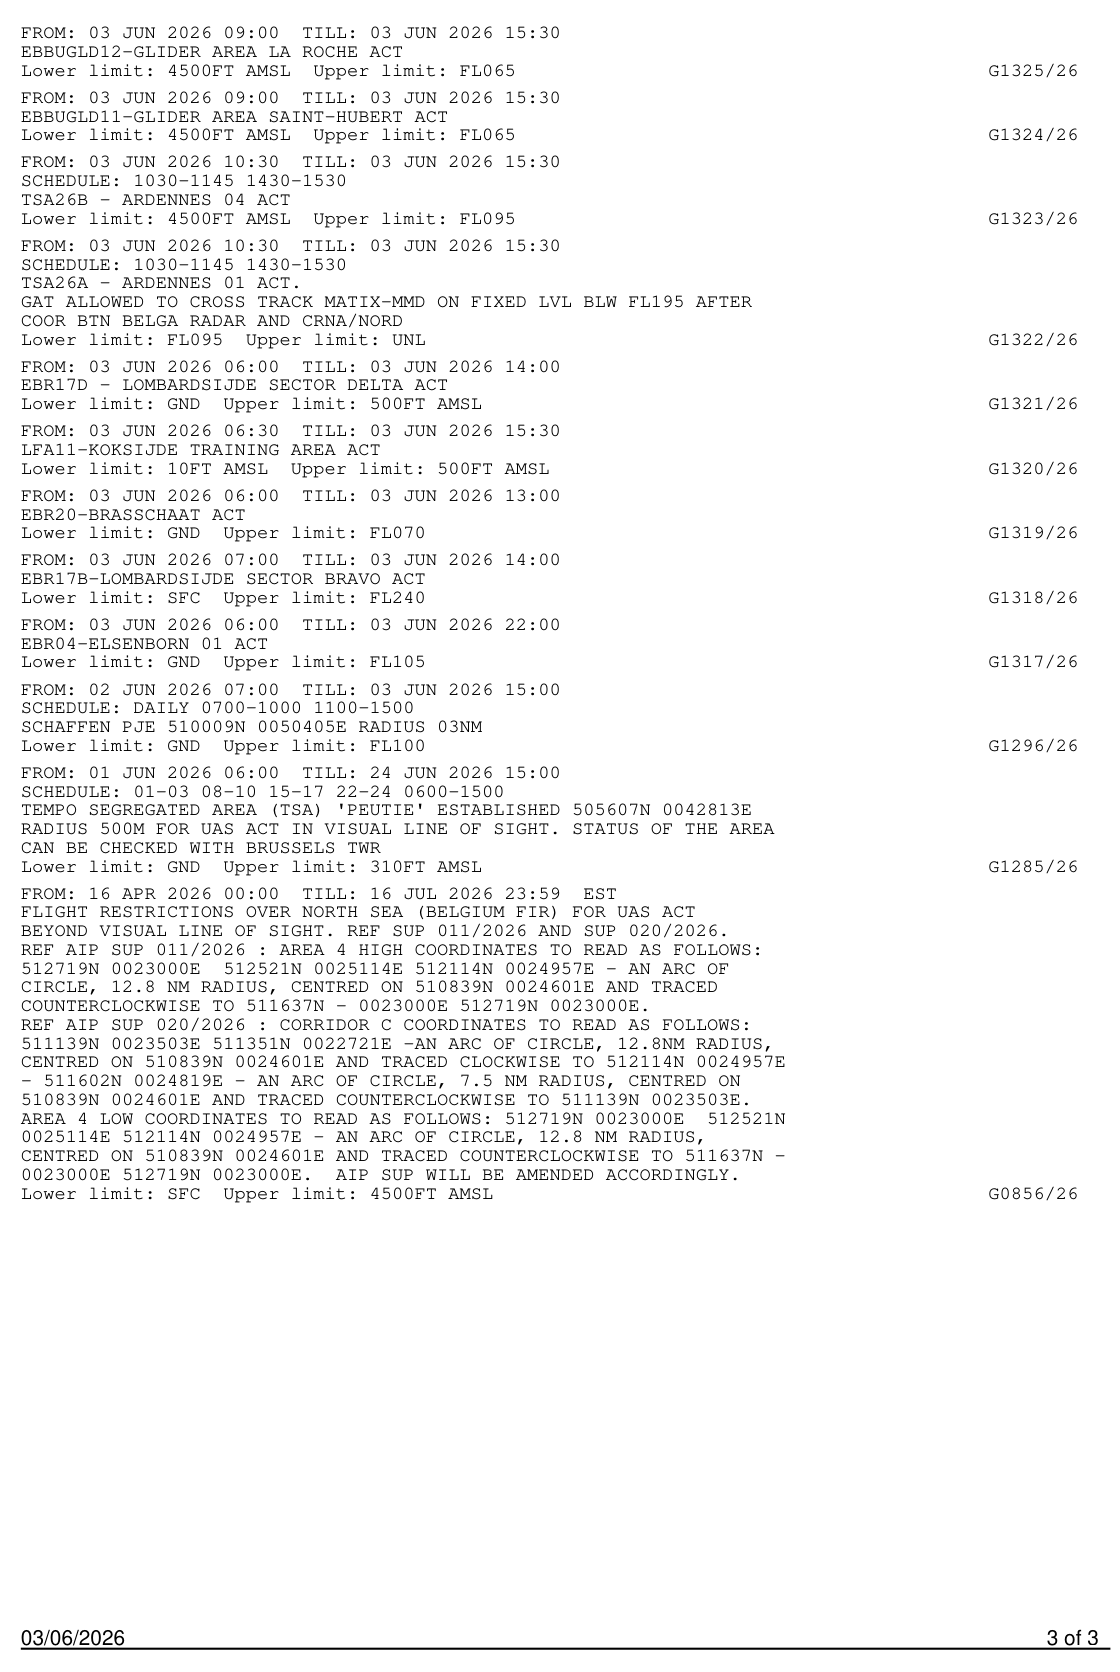 FROM: 03 JUN 2026 09:00  TILL: 03 JUN 2026 15:30
EBBUGLD12-GLIDER AREA LA ROCHE ACT
Lower limit: 4500FT AMSL  Upper limit: FL065 G1325/26
FROM: 03 JUN 2026 09:00  TILL: 03 JUN 2026 15:30
EBBUGLD11-GLIDER AREA SAINT-HUBERT ACT
Lower limit: 4500FT AMSL  Upper limit: FL065 G1324/26
FROM: 03 JUN 2026 10:30  TILL: 03 JUN 2026 15:30
SCHEDULE: 1030-1145 1430-1530
TSA26B - ARDENNES 04 ACT
Lower limit: 4500FT AMSL  Upper limit: FL095 G1323/26
FROM: 03 JUN 2026 10:30  TILL: 03 JUN 2026 15:30
SCHEDULE: 1030-1145 1430-1530
TSA26A - ARDENNES 01 ACT.
GAT ALLOWED TO CROSS TRACK MATIX-MMD ON FIXED LVL BLW FL195 AFTER
COOR BTN BELGA RADAR AND CRNA/NORD
Lower limit: FL095  Upper limit: UNL G1322/26
FROM: 03 JUN 2026 06:00  TILL: 03 JUN 2026 14:00
EBR17D - LOMBARDSIJDE SECTOR DELTA ACT
Lower limit: GND  Upper limit: 500FT AMSL G1321/26
FROM: 03 JUN 2026 06:30  TILL: 03 JUN 2026 15:30
LFA11-KOKSIJDE TRAINING AREA ACT
Lower limit: 10FT AMSL  Upper limit: 500FT AMSL G1320/26
FROM: 03 JUN 2026 06:00  TILL: 03 JUN 2026 13:00
EBR20-BRASSCHAAT ACT
Lower limit: GND  Upper limit: FL070 G1319/26
FROM: 03 JUN 2026 07:00  TILL: 03 JUN 2026 14:00
EBR17B-LOMBARDSIJDE SECTOR BRAVO ACT
Lower limit: SFC  Upper limit: FL240 G1318/26
FROM: 03 JUN 2026 06:00  TILL: 03 JUN 2026 22:00
EBR04-ELSENBORN 01 ACT
Lower limit: GND  Upper limit: FL105 G1317/26
FROM: 02 JUN 2026 07:00  TILL: 03 JUN 2026 15:00
SCHEDULE: DAILY 0700-1000 1100-1500
SCHAFFEN PJE 510009N 0050405E RADIUS 03NM
Lower limit: GND  Upper limit: FL100 G1296/26
FROM: 01 JUN 2026 06:00  TILL: 24 JUN 2026 15:00
SCHEDULE: 01-03 08-10 15-17 22-24 0600-1500
TEMPO SEGREGATED AREA (TSA) 'PEUTIE' ESTABLISHED 505607N 0042813E
RADIUS 500M FOR UAS ACT IN VISUAL LINE OF SIGHT. STATUS OF THE AREA
CAN BE CHECKED WITH BRUSSELS TWR
Lower limit: GND  Upper limit: 310FT AMSL G1285/26
FROM: 16 APR 2026 00:00  TILL: 16 JUL 2026 23:59  EST
FLIGHT RESTRICTIONS OVER NORTH SEA (BELGIUM FIR) FOR UAS ACT
BEYOND VISUAL LINE OF SIGHT. REF SUP 011/2026 AND SUP 020/2026.
REF AIP SUP 011/2026 : AREA 4 HIGH COORDINATES TO READ AS FOLLOWS:
512719N 0023000E  512521N 0025114E 512114N 0024957E - AN ARC OF
CIRCLE, 12.8 NM RADIUS, CENTRED ON 510839N 0024601E AND TRACED
COUNTERCLOCKWISE TO 511637N - 0023000E 512719N 0023000E.
REF AIP SUP 020/2026 : CORRIDOR C COORDINATES TO READ AS FOLLOWS:
511139N 0023503E 511351N 0022721E -AN ARC OF CIRCLE, 12.8NM RADIUS,
CENTRED ON 510839N 0024601E AND TRACED CLOCKWISE TO 512114N 0024957E
- 511602N 0024819E - AN ARC OF CIRCLE, 7.5 NM RADIUS, CENTRED ON
510839N 0024601E AND TRACED COUNTERCLOCKWISE TO 511139N 0023503E.
AREA 4 LOW COORDINATES TO READ AS FOLLOWS: 512719N 0023000E  512521N
0025114E 512114N 0024957E - AN ARC OF CIRCLE, 12.8 NM RADIUS,
CENTRED ON 510839N 0024601E AND TRACED COUNTERCLOCKWISE TO 511637N -
0023000E 512719N 0023000E.  AIP SUP WILL BE AMENDED ACCORDINGLY.
Lower limit: SFC  Upper limit: 4500FT AMSL G0856/26
03/06/2026 3 of 3